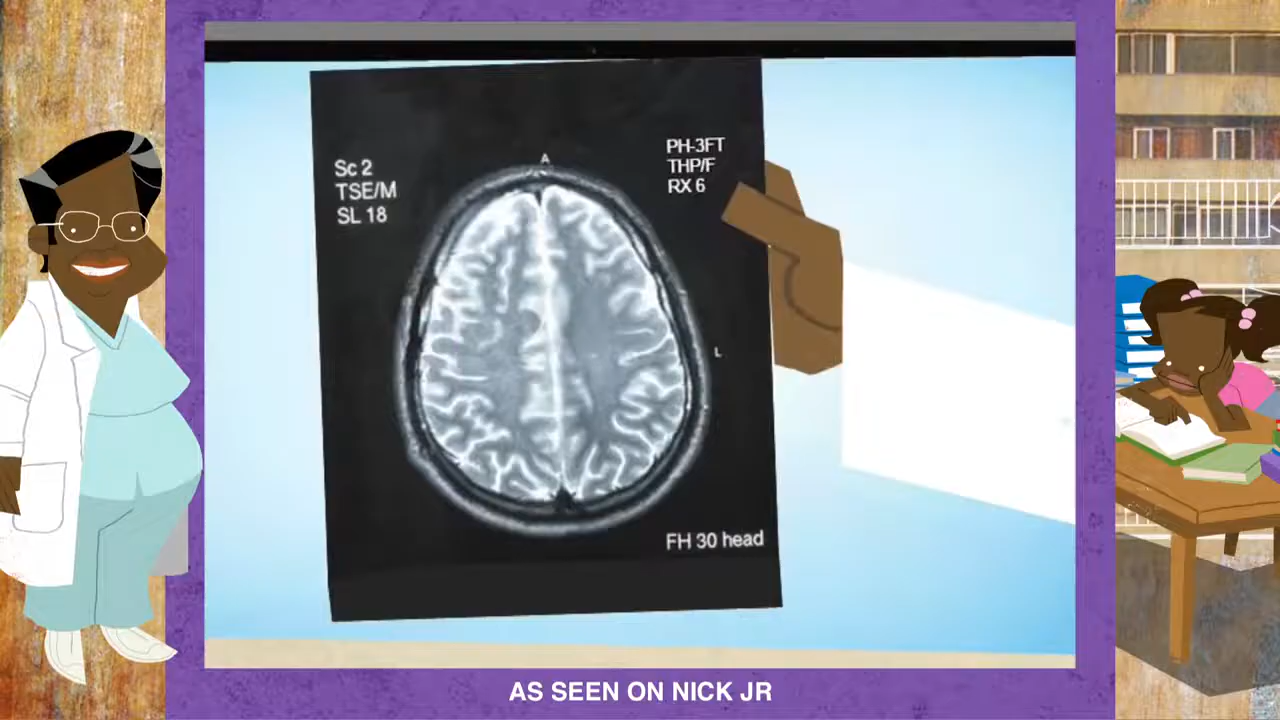 A
Sc 2
TSE/M
SL 18
PH-3FT
THP/F
RX 6
L
FH 30 head
AS SEEN ON NICK JR